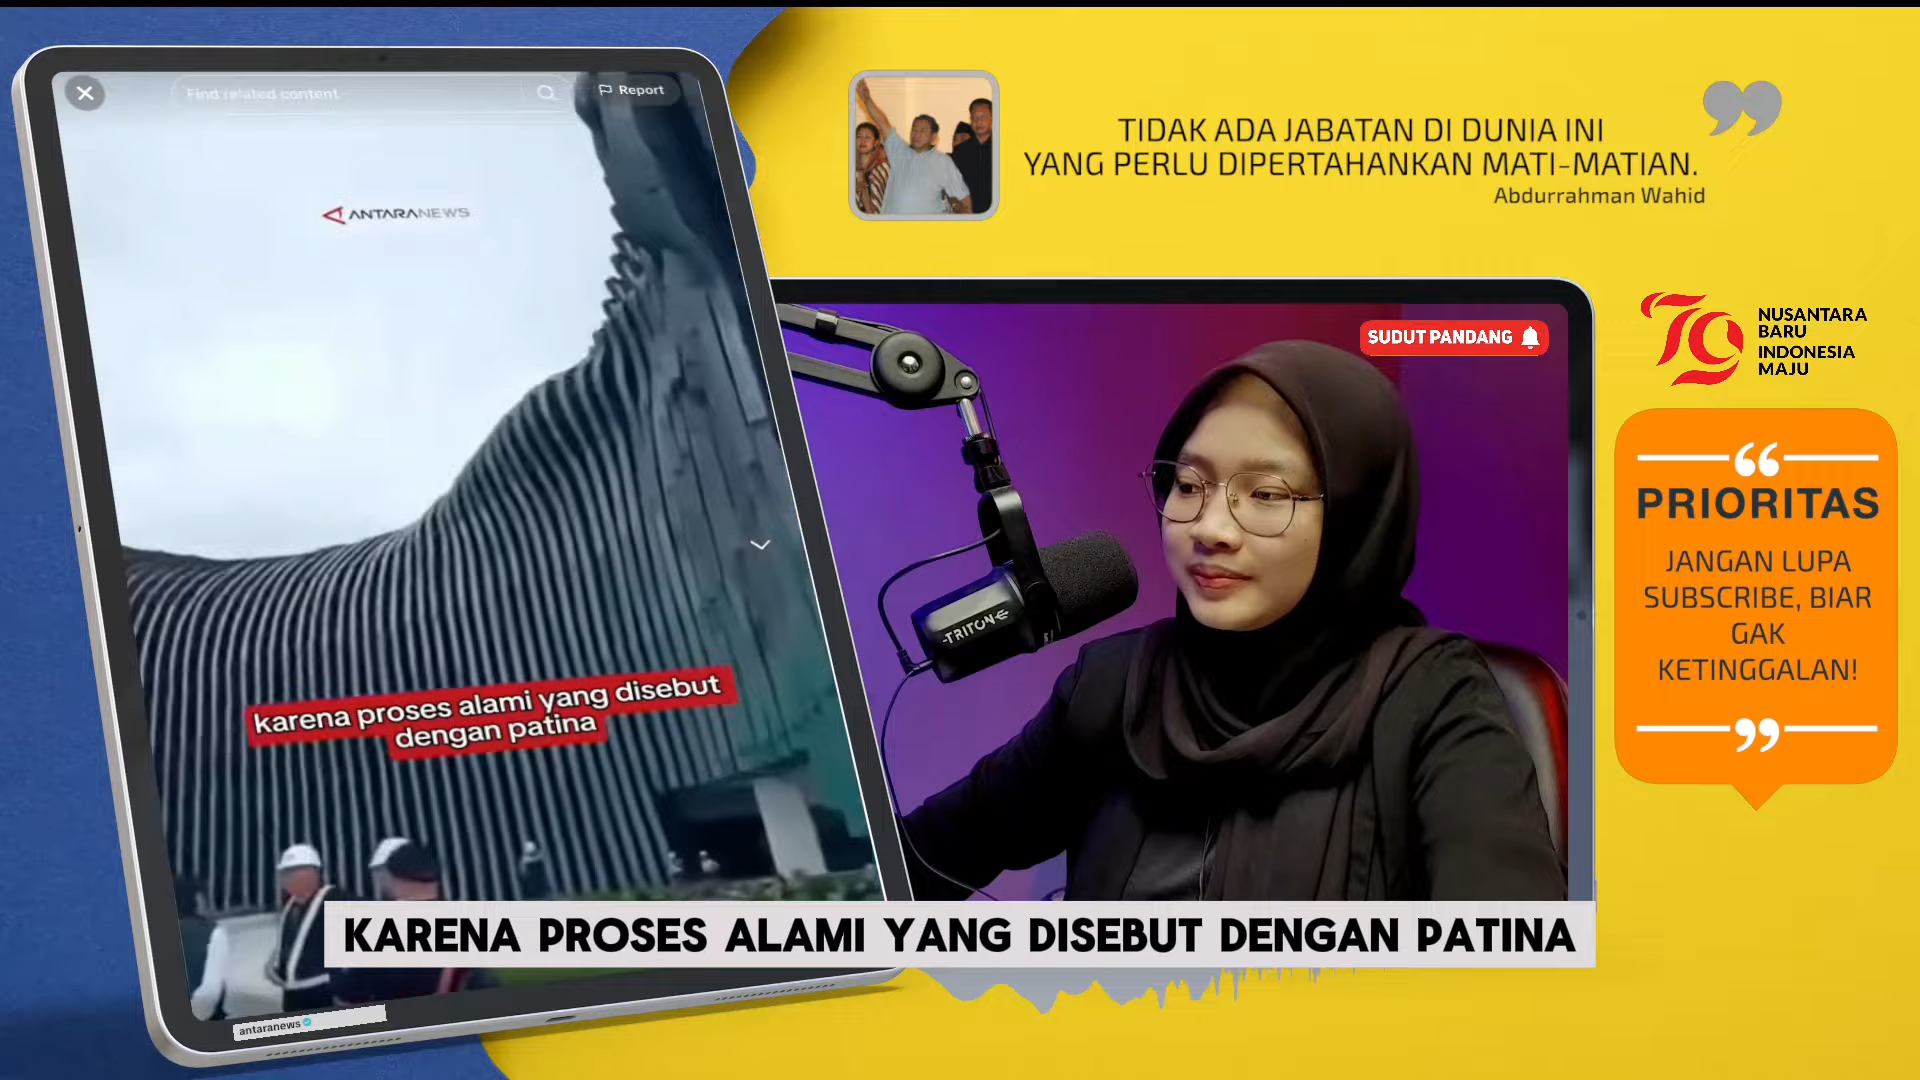 Find related content
Report
ANTARANEWS
karena proses alami yang disebut
dengan patina
antaranews
TIDAK ADA JABATAN DI DUNIA INI
YANG PERLU DIPERTAHANKAN MATI-MATIAN.
Abdurrahman Wahid
SUDUT PANDANG
TRITON
79
NUSANTARA
BARU
INDONESIA
MAJU
PRIORITAS
JANGAN LUPA
SUBSCRIBE, BIAR
GAK
KETINGGALAN!
KARENA PROSES ALAMI YANG DISEBUT DENGAN PATINA